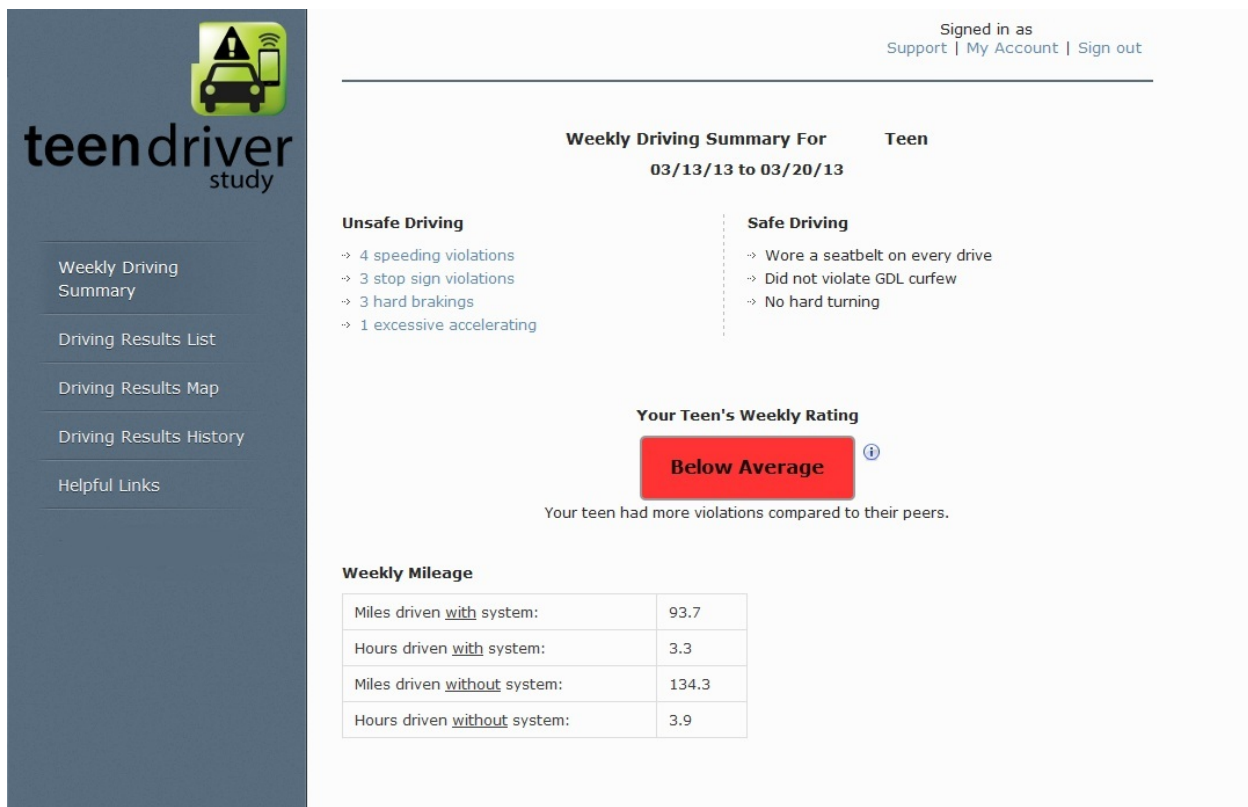 teendriver
study
Weekly Driving
Summary
Driving Results List
Driving Results Map
Driving Results History
Helpful Links
Signed in as
Support | My Account | Sign out
Weekly Driving Summary For Teen
03/13/13 to 03/20/13
Unsafe Driving
4 speeding violations
3 stop sign violations
3 hard brakings
1 excessive accelerating
Safe Driving
Wore a seatbelt on every drive
Did not violate GDL curfew
No hard turning
Your Teen's Weekly Rating
Below Average
Your teen had more violations compared to their peers.
Weekly Mileage
Miles driven with system: 93.7
Hours driven with system: 3.3
Miles driven without system: 134.3
Hours driven without system: 3.9